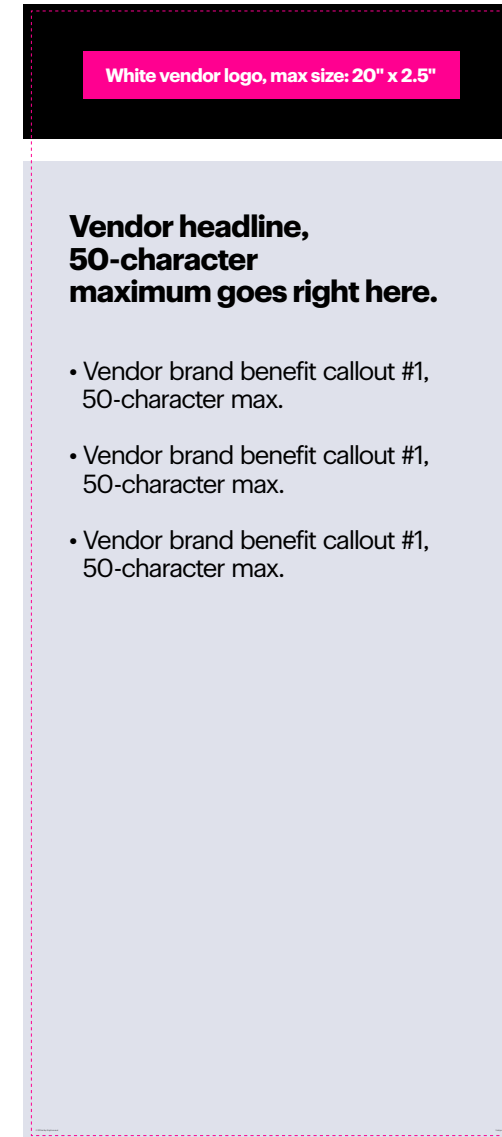 White vendor logo, max size: 20" x 2.5"
Vendor headline,
50-character
maximum goes right here.
• Vendor brand benefit callout #1,
50-character max.
• Vendor brand benefit callout #1,
50-character max.
• Vendor brand benefit callout #1,
50-character max.